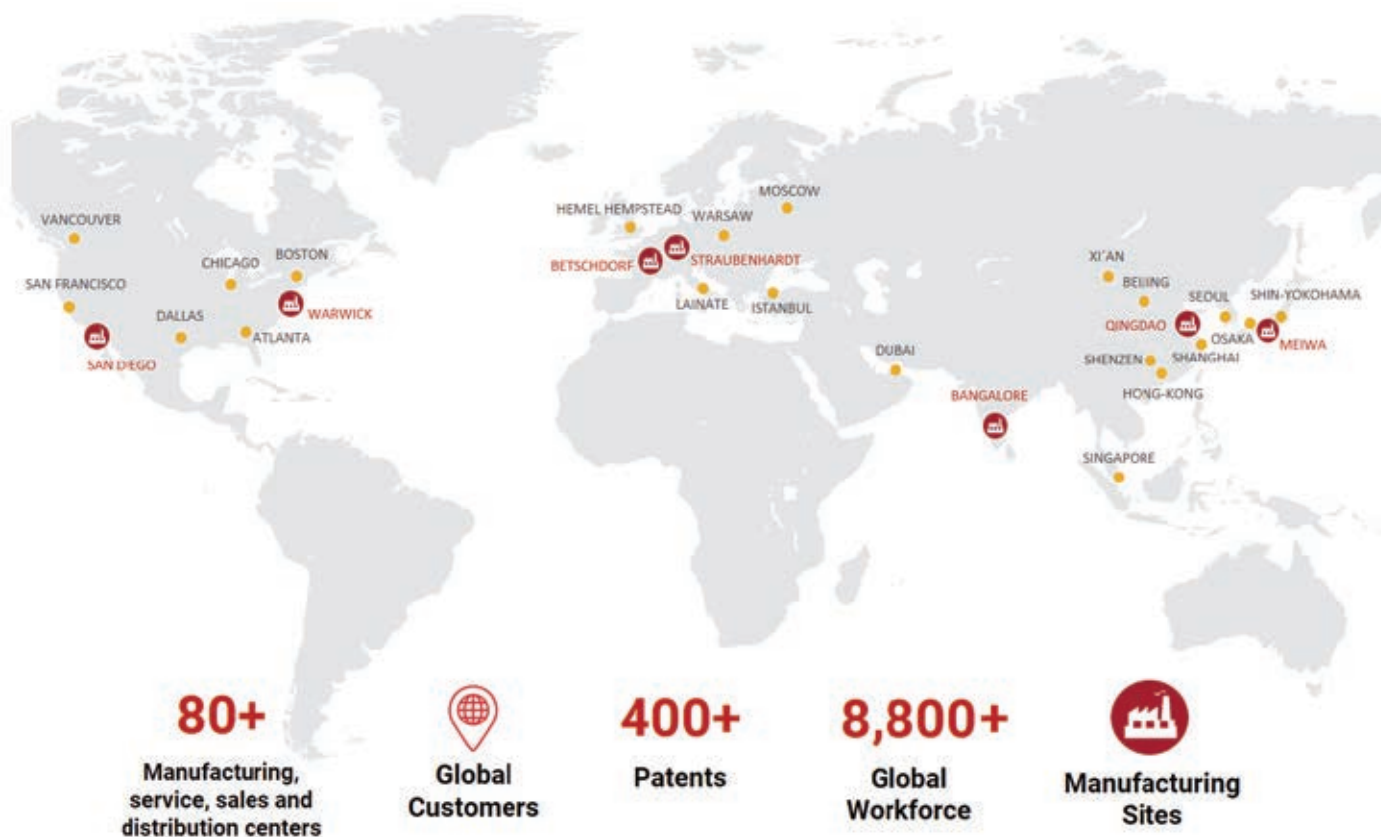 MOSCOW
HEMEL HEMPSTEAD
WARSAW
VANCOUVER
BOSTON
CHICAGO
BETSCHDORF
STRAUBENHARDT
XI'AN
BEIJING
SAN FRANCISCO
SEOUL
SHIN-YOKOHAMA
LAINATE
ISTANBUL
DALLAS
WARWICK
QINGDAO
ATLANTA
OSAKA
MEIWA
SAN DIEGO
DUBAI
SHENZEN
SHANGHAI
BANGALORE
HONG-KONG
SINGAPORE
80+
Manufacturing,
service, sales and
distribution centers
Global
Customers
400+
Patents
8,800+
Global
Workforce
Manufacturing
Sites